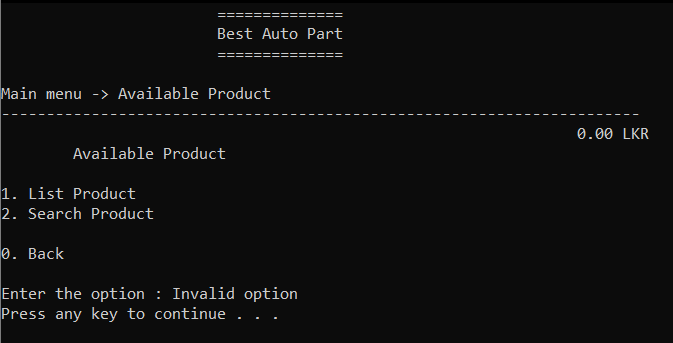 ==============
Best Auto Part
==============
Main menu -> Available Product
-----------------------------------------------------------------------
0.00 LKR
Available Product
1. List Product
2. Search Product
0. Back
Enter the option : Invalid option
Press any key to continue . . .